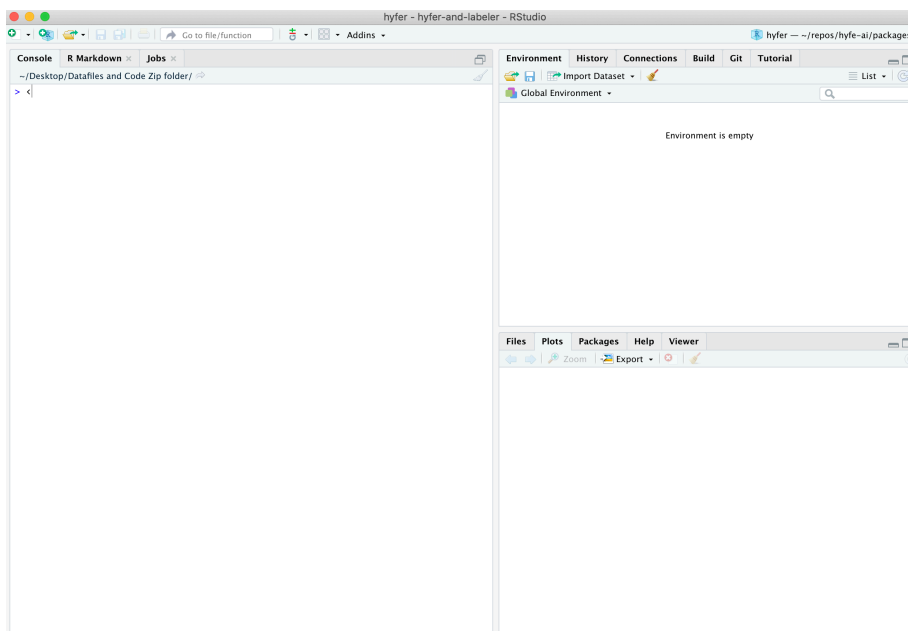 hyfer - hyfer-and-labeler - RStudio
Go to file/function
Addins
hyfer — ~/repos/hyfe-ai/packages
Console R Markdown Jobs
~/Desktop/Datafiles and Code Zip folder/
> <
Environment History Connections Build Git Tutorial
Import Dataset
List
Global Environment
Environment is empty
Files Plots Packages Help Viewer
Zoom Export